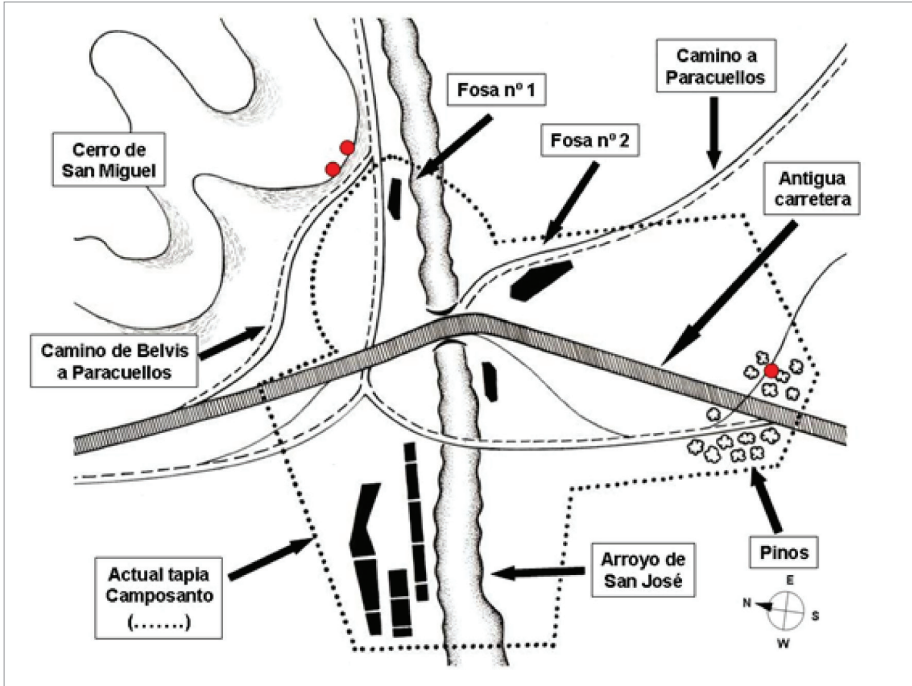 Camino a
Paracuellos
Fosa nº 1
Fosa nº 2
Cerro de
San Miguel
Antigua
carretera
Camino de Belvis
a Paracuellos
Actual tapia
Camposanto
(.......)
Arroyo de
San José
Pinos
E
N
S
W